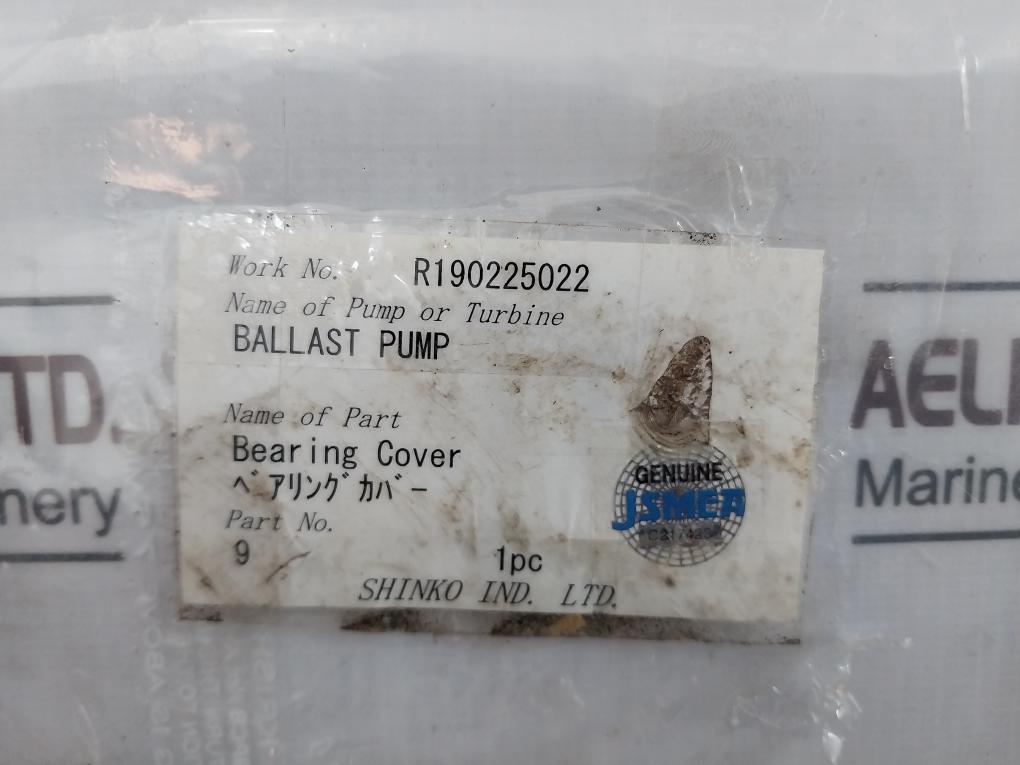 Work No. R190225022
Name of Pump or Turbine
BALLAST PUMP
Name of Part
Bearing Cover
ﾍﾞｱﾘﾝｸﾞｶﾊﾞｰ
Part No.
9 1pc
SHINKO IND. LTD.
GENUINE
JSMEA
TD.
nery
AEL
Marine